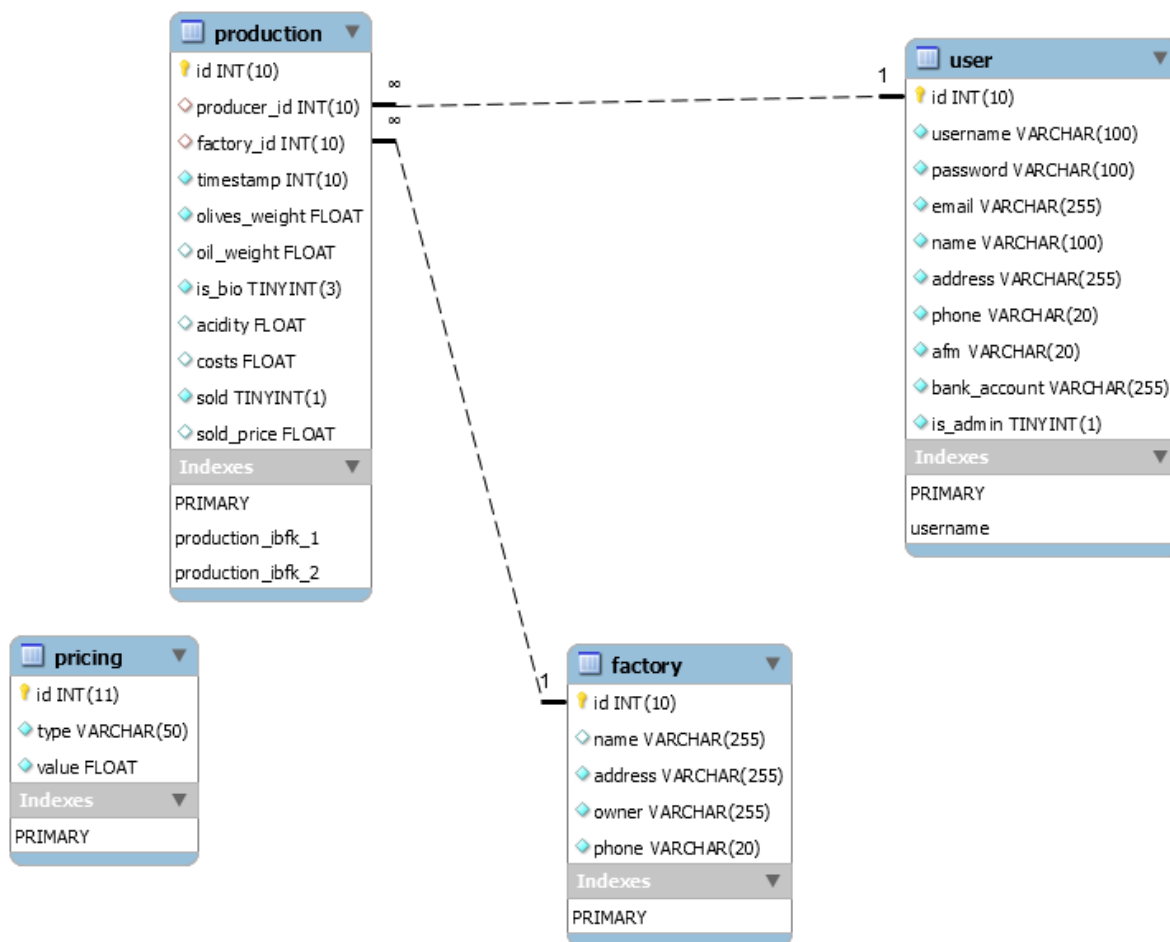 production
id INT(10)
producer_id INT(10)
factory_id INT(10)
timestamp INT(10)
olives_weight FLOAT
oil_weight FLOAT
is_bio TINYINT(3)
acidity FLOAT
costs FLOAT
sold TINYINT(1)
sold_price FLOAT
Indexes
PRIMARY
production_ibfk_1
production_ibfk_2
∞
∞
1
user
id INT(10)
username VARCHAR(100)
password VARCHAR(100)
email VARCHAR(255)
name VARCHAR(100)
address VARCHAR(255)
phone VARCHAR(20)
afm VARCHAR(20)
bank_account VARCHAR(255)
is_admin TINYINT(1)
Indexes
PRIMARY
username
pricing
id INT(11)
type VARCHAR(50)
value FLOAT
Indexes
PRIMARY
1
factory
id INT(10)
name VARCHAR(255)
address VARCHAR(255)
owner VARCHAR(255)
phone VARCHAR(20)
Indexes
PRIMARY